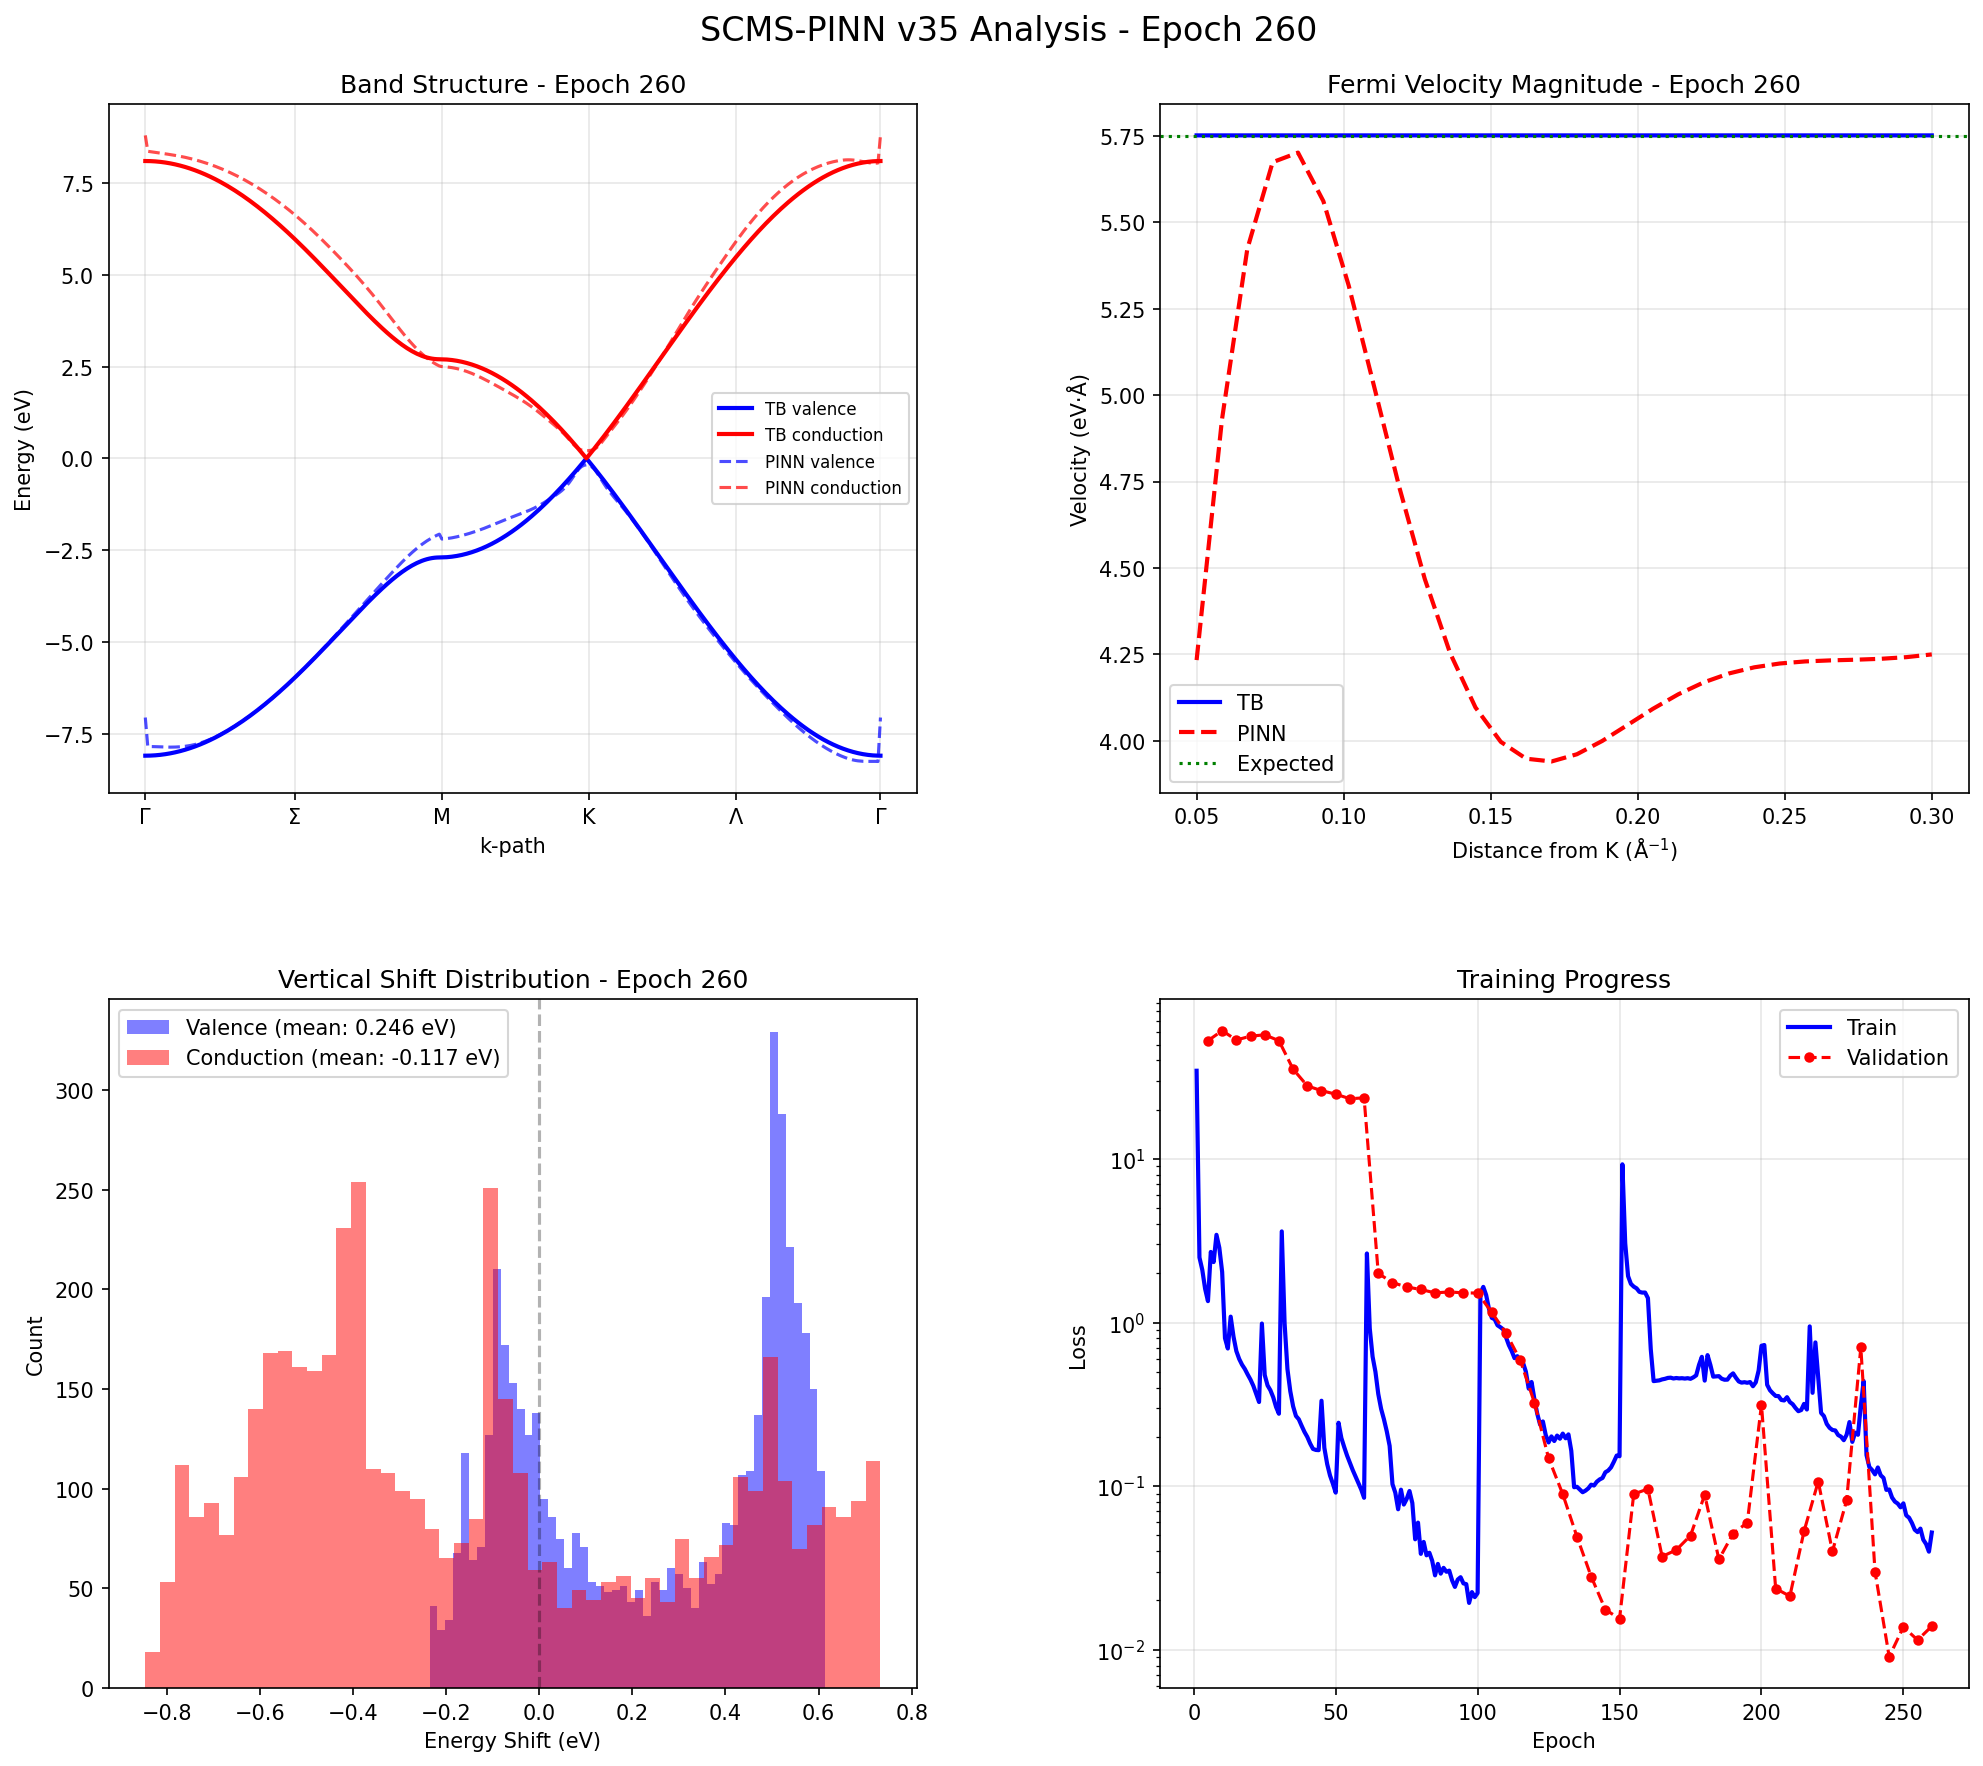 SCMS-PINN v35 Analysis - Epoch 260
Band Structure - Epoch 260
Energy (eV)
7.5
5.0
2.5
0.0
−2.5
−5.0
−7.5
TB valence
TB conduction
PINN valence
PINN conduction
Γ Σ M K Λ Γ
k-path
Fermi Velocity Magnitude - Epoch 260
Velocity (eV·Å)
5.75
5.50
5.25
5.00
4.75
4.50
4.25
4.00
TB
PINN
Expected
0.05 0.10 0.15 0.20 0.25 0.30
Distance from K (Å⁻¹)
Vertical Shift Distribution - Epoch 260
Valence (mean: 0.246 eV)
Conduction (mean: -0.117 eV)
Count
300
250
200
150
100
50
0
−0.8 −0.6 −0.4 −0.2 0.0 0.2 0.4 0.6 0.8
Energy Shift (eV)
Training Progress
Train
Validation
Loss
10¹
10⁰
10⁻¹
10⁻²
0 50 100 150 200 250
Epoch